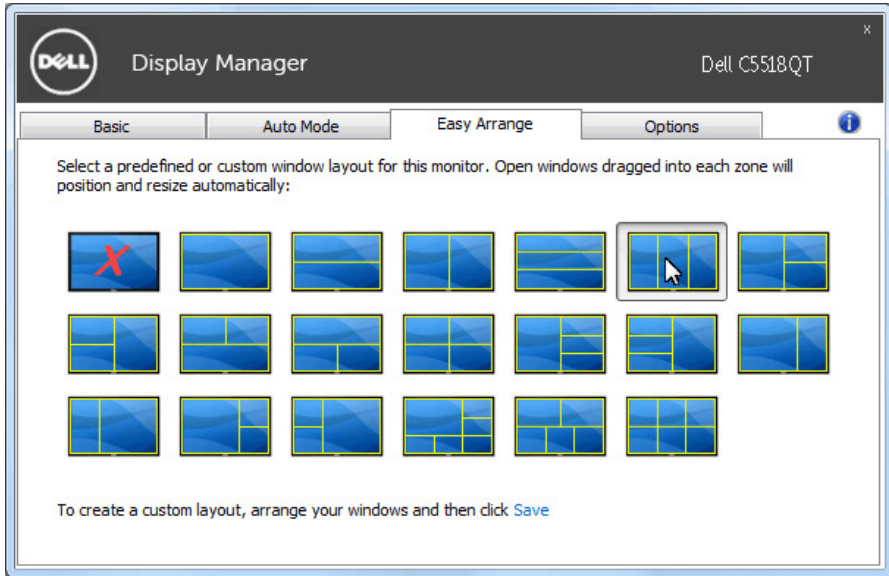 x
DELL Display Manager Dell C5518QT
Basic Auto Mode Easy Arrange Options i
Select a predefined or custom window layout for this monitor. Open windows dragged into each zone will
position and resize automatically:
X
To create a custom layout, arrange your windows and then click Save